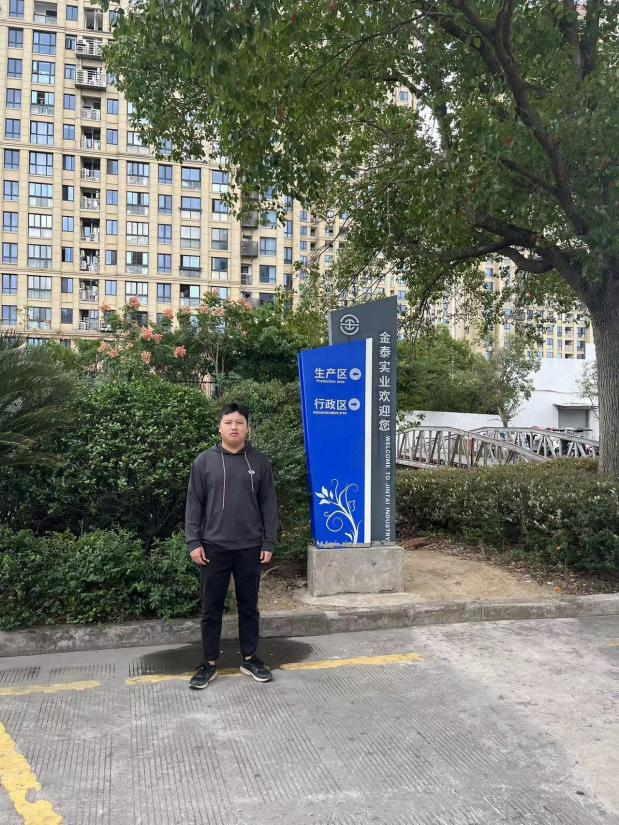 生产区
Production area
行政区
Administrative area
金泰实业欢迎您
WELCOME TO JINTAI INDUSTRY